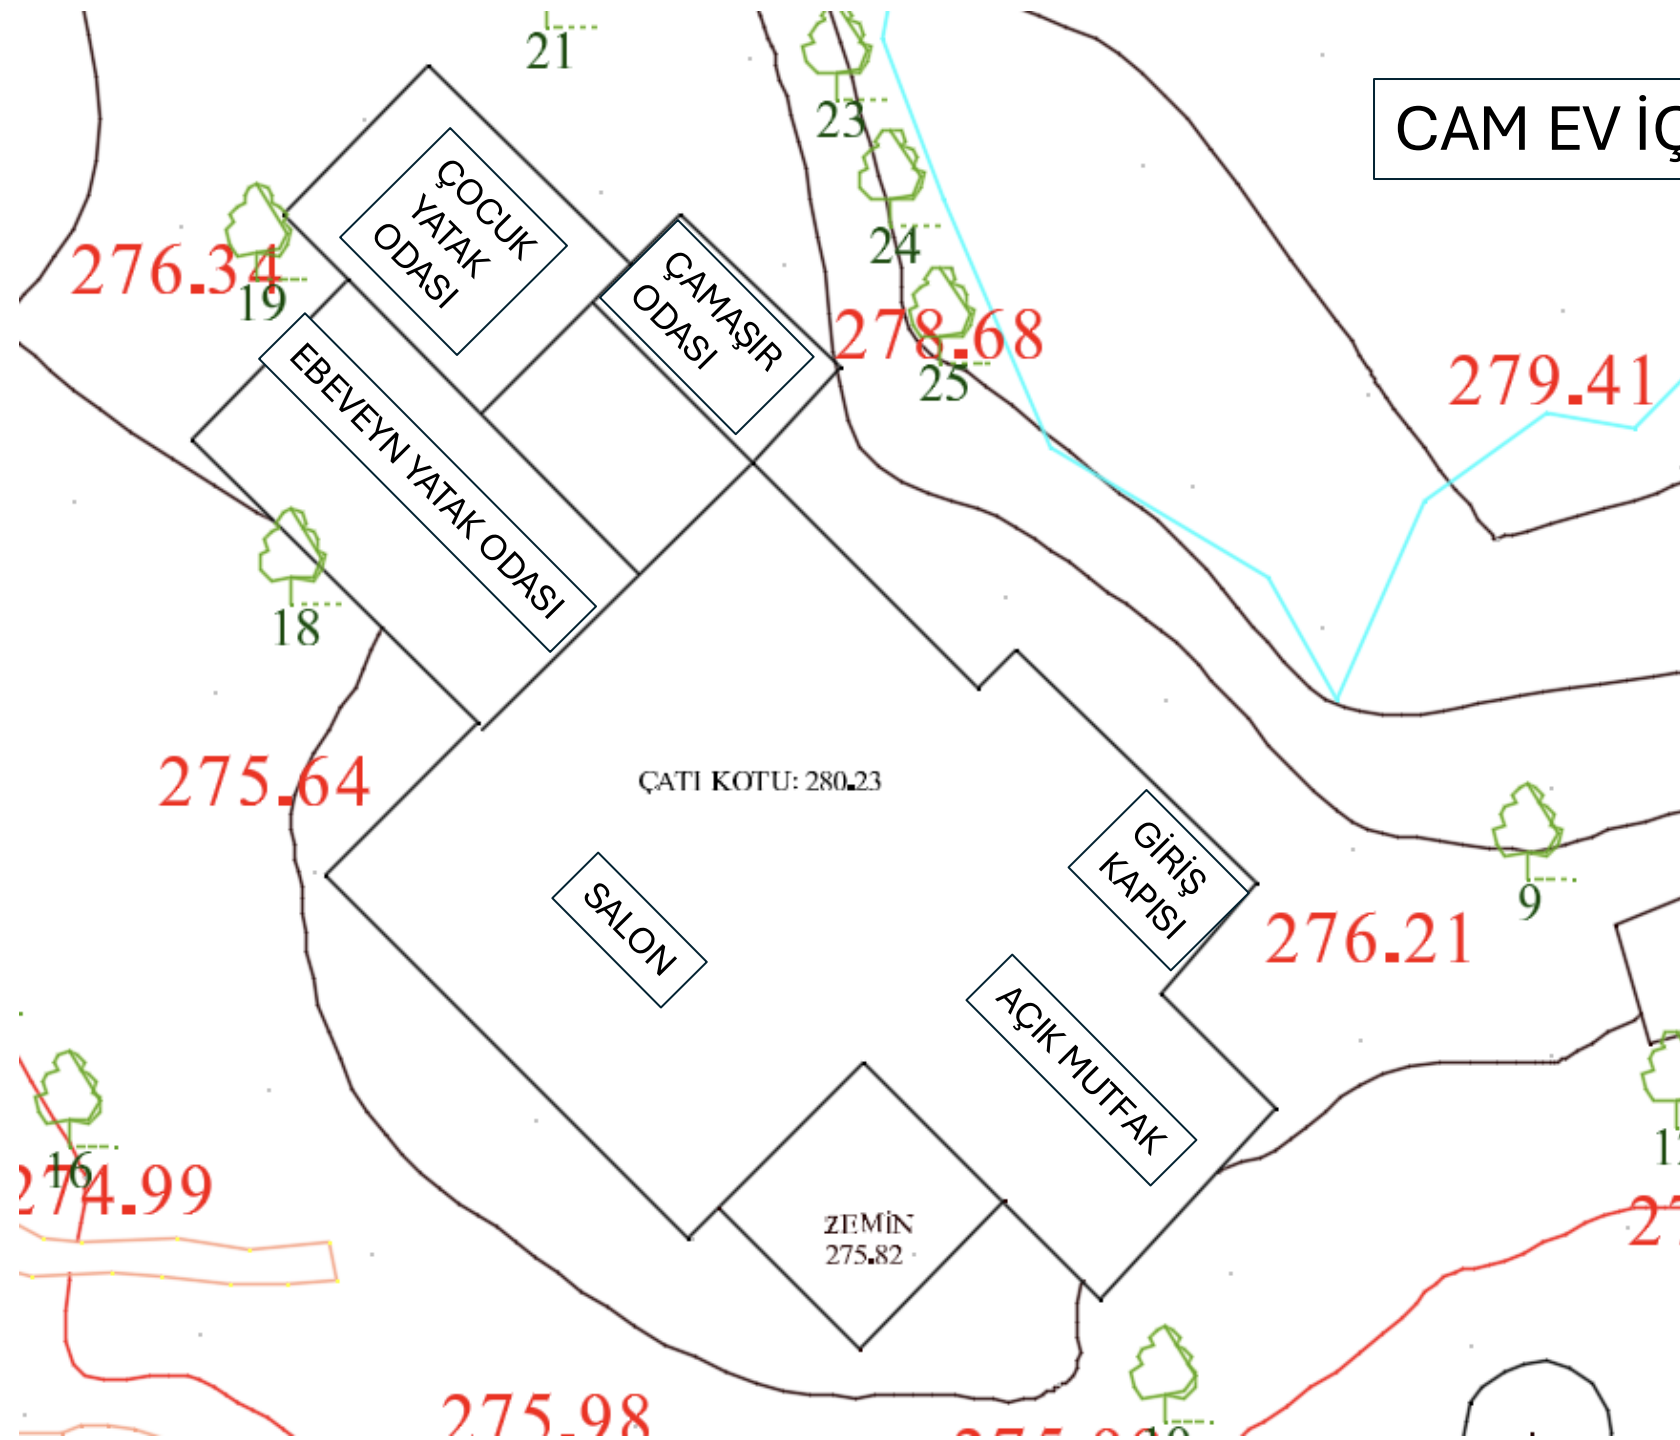 21
23
CAM EV İÇ
ÇOCUK
YATAK
ODASI
24
276.34
19
ÇAMAŞIR
ODASI
278.68
25
279.41
EBEVEYN YATAK ODASI
18
275.64
ÇATI KOTU: 280.23
GİRİŞ
KAPISI
9
SALON
276.21
AÇIK MUTFAK
16
274.99
ZEMİN
275.82
275.98